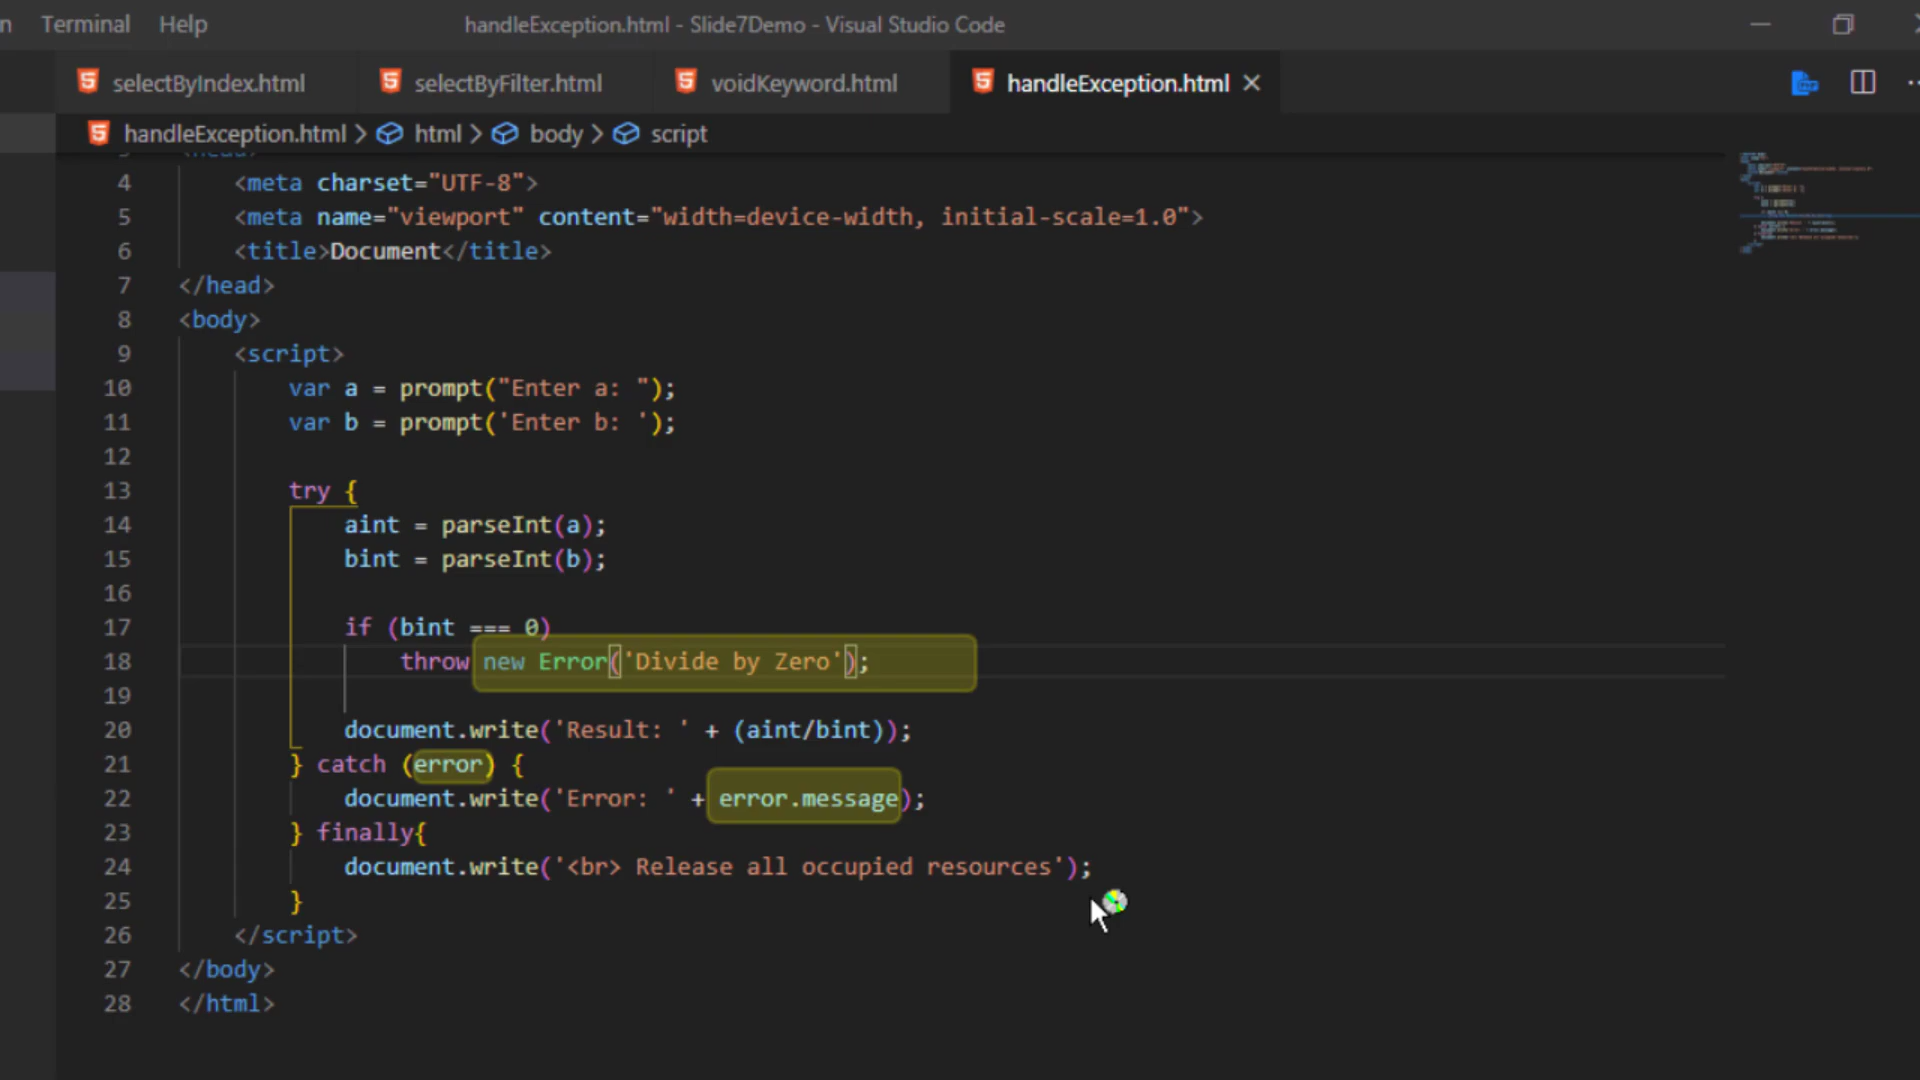 Terminal Help handleException.html - Slide7Demo - Visual Studio Code
selectByIndex.html selectByFilter.html voidKeyword.html handleException.html
handleException.html > html > body > script
4 <meta charset="UTF-8">
5 <meta name="viewport" content="width=device-width, initial-scale=1.0">
6 <title>Document</title>
7 </head>
8 <body>
9 <script>
10 var a = prompt("Enter a: ");
11 var b = prompt('Enter b: ');
12
13 try {
14 aint = parseInt(a);
15 bint = parseInt(b);
16
17 if (bint === 0)
18 throw new Error('Divide by Zero');
19
20 document.write('Result: ' + (aint/bint));
21 } catch (error) {
22 document.write('Error: ' + error.message);
23 } finally{
24 document.write('<br> Release all occupied resources');
25 }
26 </script>
27 </body>
28 </html>